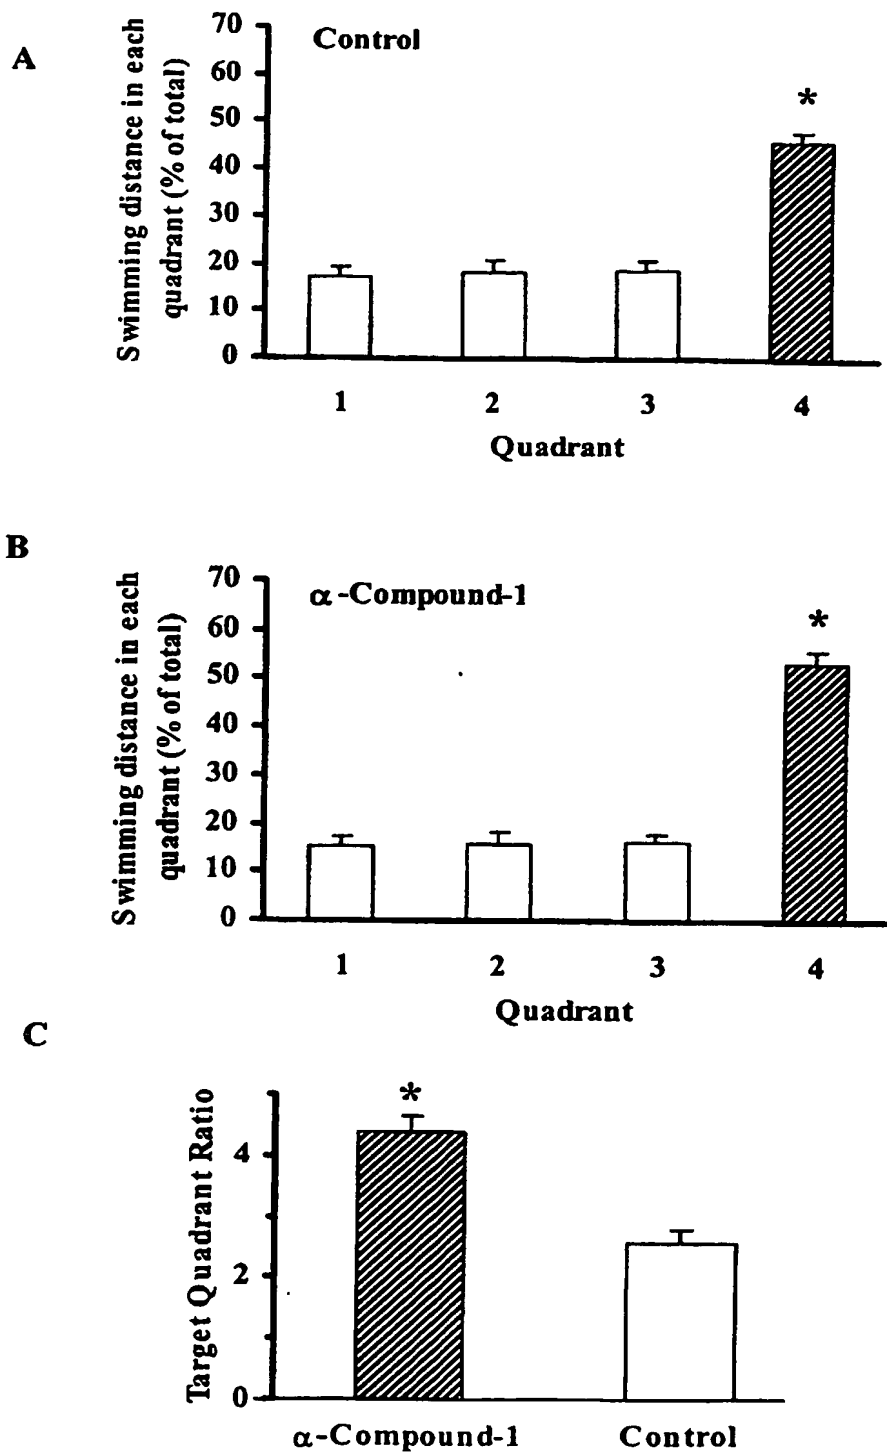 A
Control
Swimming distance in each
quadrant (% of total)
70
60
50
40
30
20
10
0
*
1 2 3 4
Quadrant
B
α-Compound-1
Swimming distance in each
quadrant (% of total)
70
60
50
40
30
20
10
0
*
1 2 3 4
Quadrant
C
Target Quadrant Ratio
4
2
0
*
α-Compound-1 Control